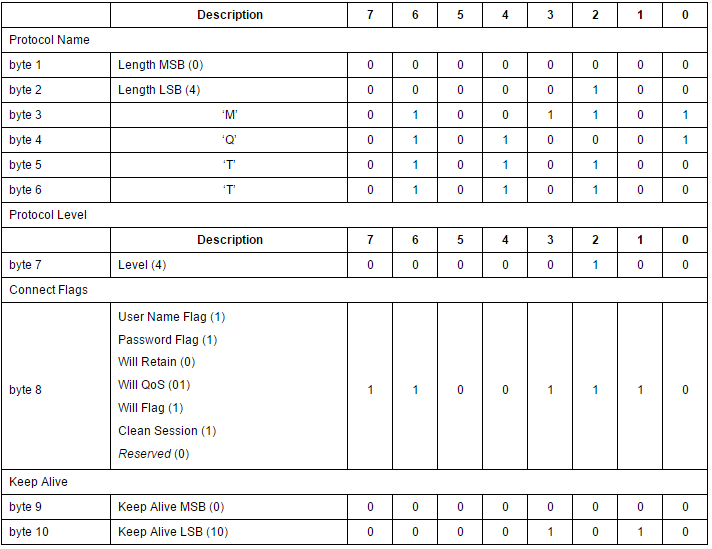 Description 7 6 5 4 3 2 1 0
Protocol Name
byte 1 Length MSB (0) 0 0 0 0 0 0 0 0
byte 2 Length LSB (4) 0 0 0 0 0 1 0 0
byte 3 ‘M’ 0 1 0 0 1 1 0 1
byte 4 ‘Q’ 0 1 0 1 0 0 0 1
byte 5 ‘T’ 0 1 0 1 0 1 0 0
byte 6 ‘T’ 0 1 0 1 0 1 0 0
Protocol Level
Description 7 6 5 4 3 2 1 0
byte 7 Level (4) 0 0 0 0 0 1 0 0
Connect Flags
User Name Flag (1)
Password Flag (1)
Will Retain (0)
Will QoS (01)
byte 8 1 1 0 0 1 1 1 0
Will Flag (1)
Clean Session (1)
Reserved (0)
Keep Alive
byte 9 Keep Alive MSB (0) 0 0 0 0 0 0 0 0
byte 10 Keep Alive LSB (10) 0 0 0 0 1 0 1 0